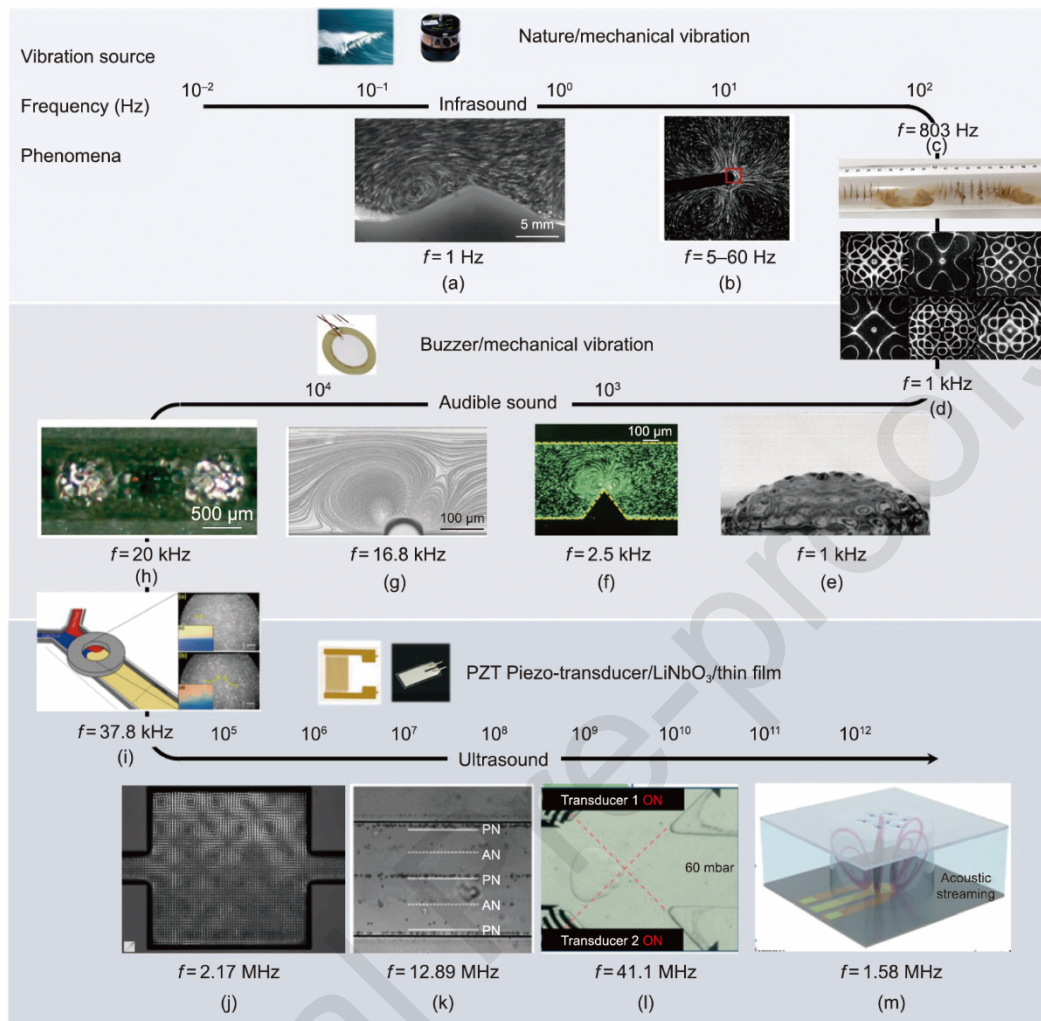 Nature/mechanical vibration
Vibration source
10⁻² 10⁻¹ 10⁰ 10¹ 10²
Frequency (Hz)
Infrasound
f = 803 Hz
(c)
Phenomena
5 mm
f = 1 Hz
(a)
f = 5–60 Hz
(b)
Buzzer/mechanical vibration
f = 1 kHz
(d)
10⁴ 10³
Audible sound
500 µm
f = 20 kHz
(h)
100 µm
f = 16.8 kHz
(g)
100 µm
f = 2.5 kHz
(f)
f = 1 kHz
(e)
PZT Piezo-transducer/LiNbO₃/thin film
f = 37.8 kHz
(i)
10⁵ 10⁶ 10⁷ 10⁸ 10⁹ 10¹⁰ 10¹¹ 10¹²
Ultrasound
f = 2.17 MHz
(j)
PN
AN
PN
AN
PN
f = 12.89 MHz
(k)
Transducer 1 ON
60 mbar
Transducer 2 ON
f = 41.1 MHz
(l)
Acoustic
streaming
f = 1.58 MHz
(m)